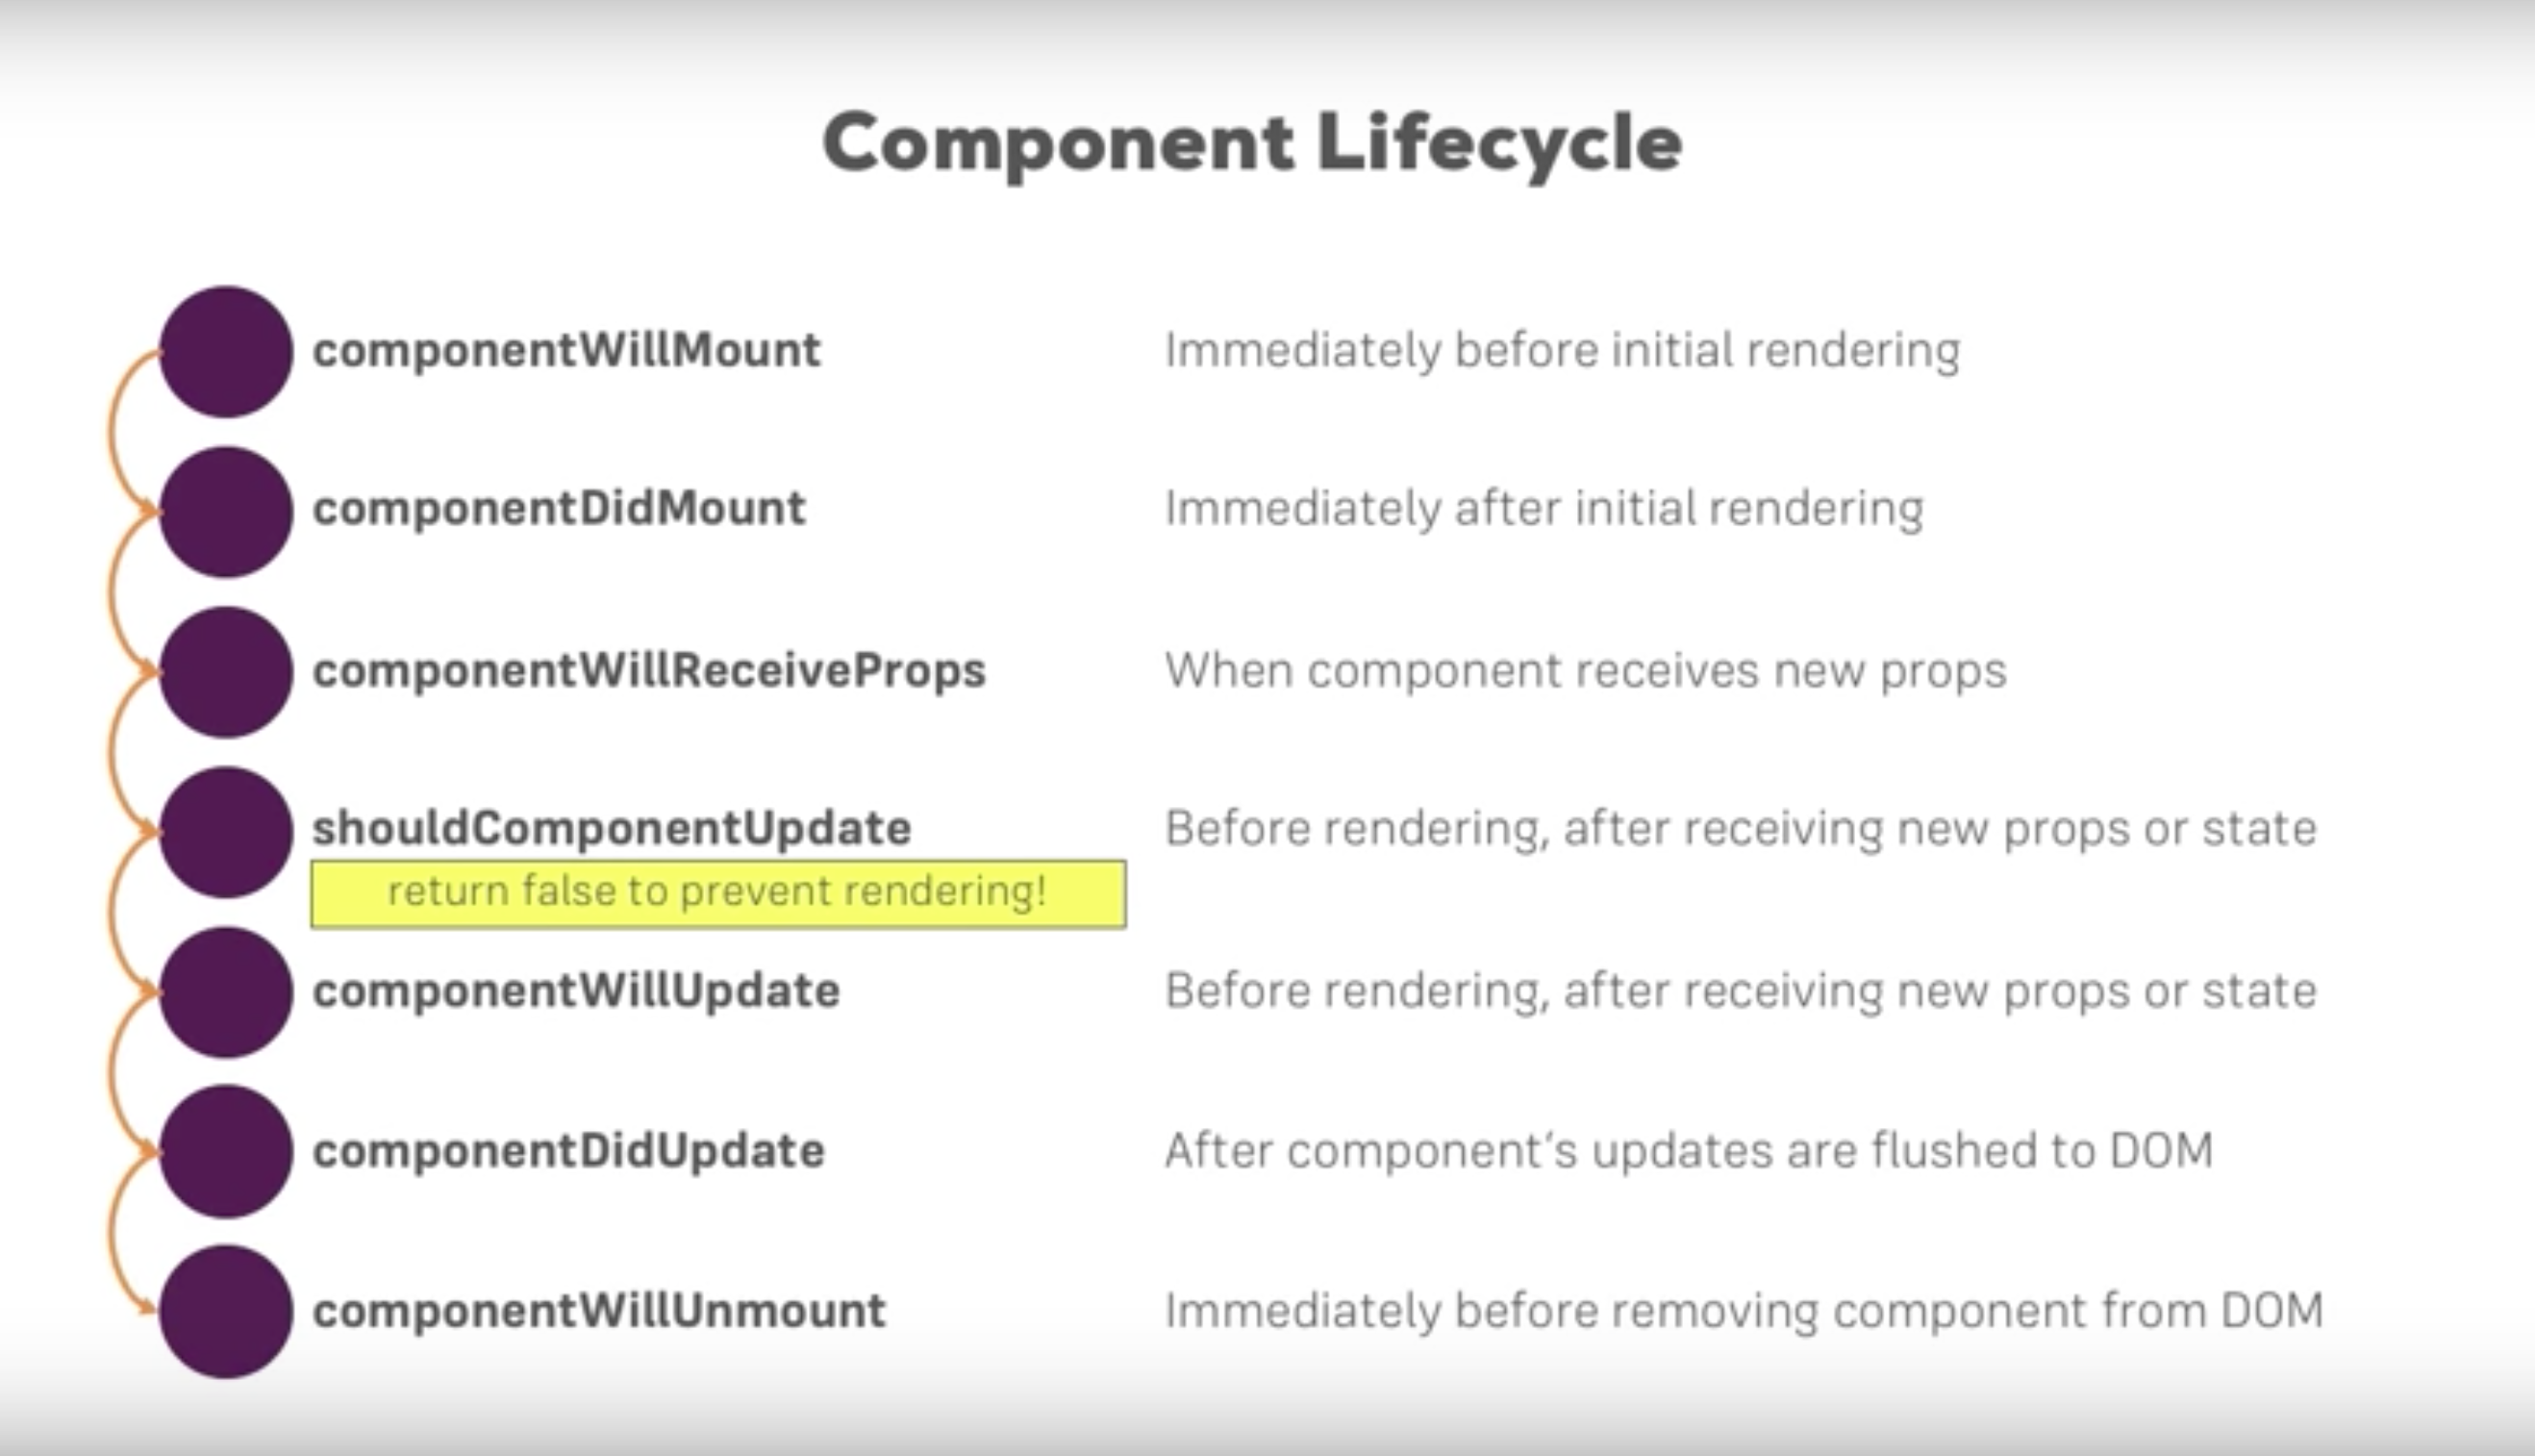 Component Lifecycle
componentWillMount Immediately before initial rendering
componentDidMount Immediately after initial rendering
componentWillReceiveProps When component receives new props
shouldComponentUpdate Before rendering, after receiving new props or state
return false to prevent rendering!
componentWillUpdate Before rendering, after receiving new props or state
componentDidUpdate After component’s updates are flushed to DOM
componentWillUnmount Immediately before removing component from DOM